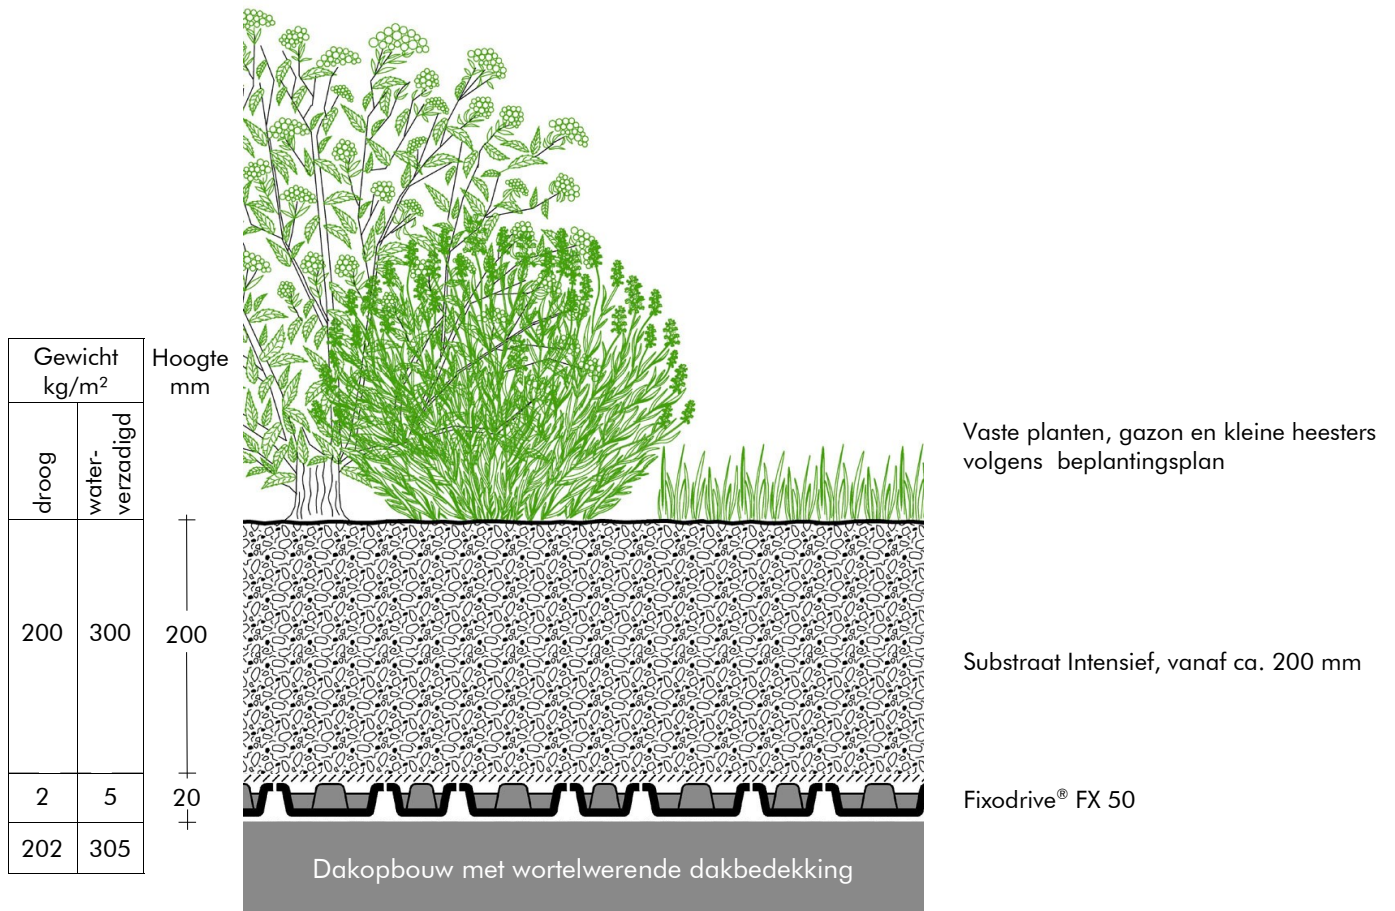 Gewicht
kg/m²
Hoogte
mm
droog
water-
verzadigd
Vaste planten, gazon en kleine heesters
volgens beplantingsplan
200 300 200
Substraat Intensief, vanaf ca. 200 mm
2 5 20
Fixodrive® FX 50
202 305
Dakopbouw met wortelwerende dakbedekking